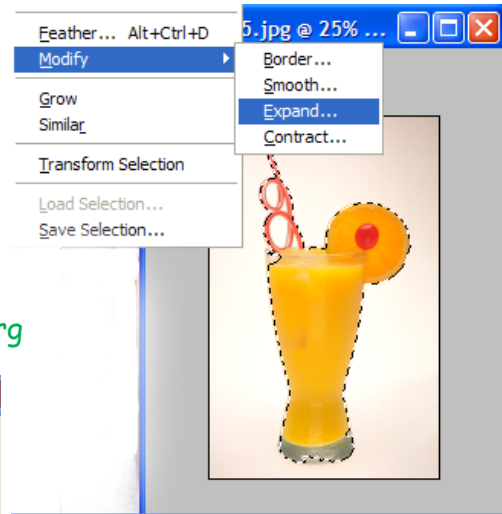 Feather... Alt+Ctrl+D
5.jpg @ 25% ...
Modify
Border...
Smooth...
Grow
Expand...
Similar
Contract...
Transform Selection
Load Selection...
Save Selection...
rg